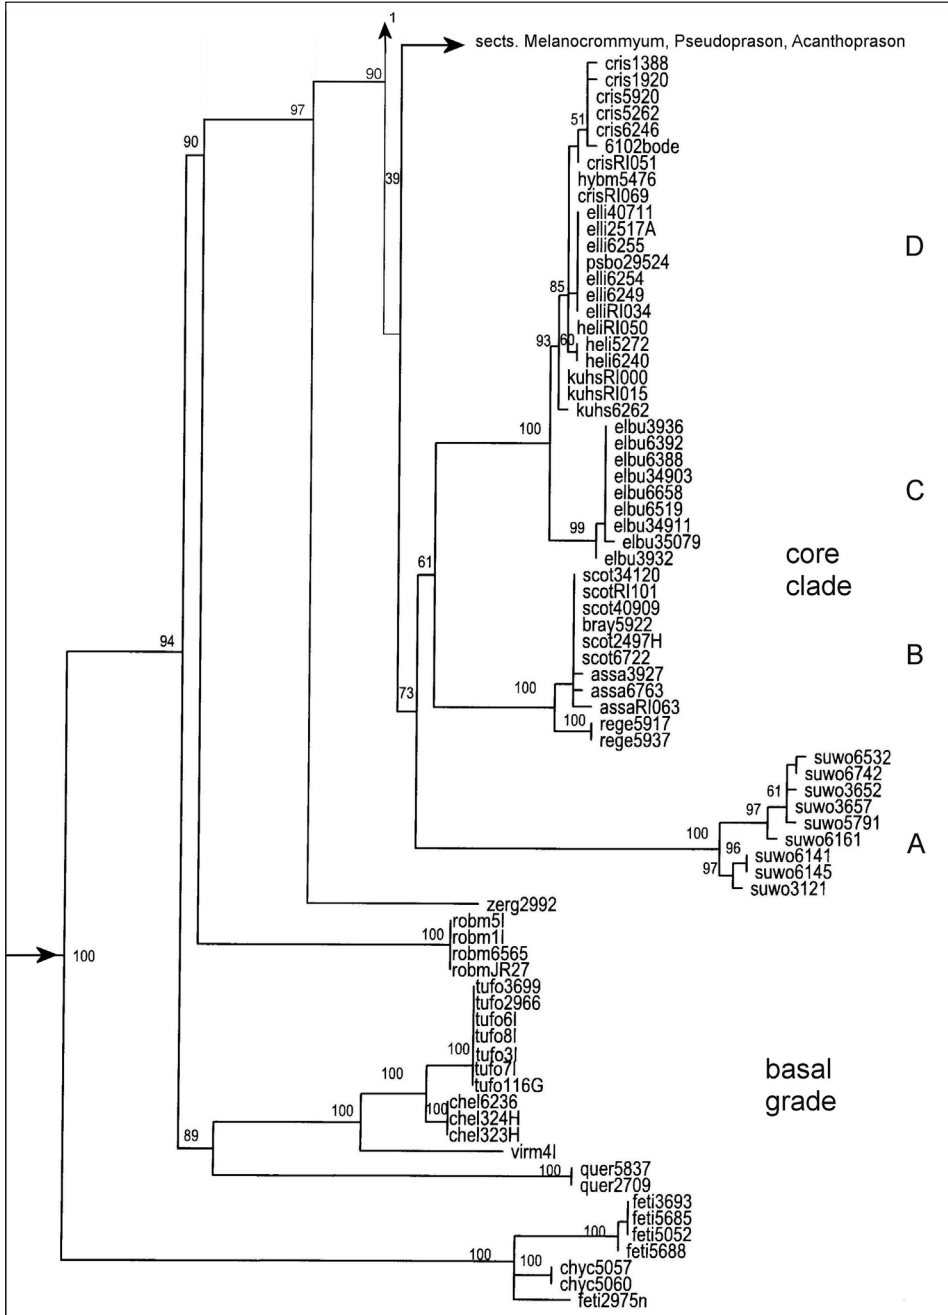 1
sects. Melanocrommyum, Pseudoprason, Acanthoprason
90
cris1388
cris1920
97
cris5920
cris5262
51
cris6246
90
6102bode
crisRI051
39
hybm5476
crisRI069
elli40711
elli2517A
D
elli6255
psbo29524
elli6254
85
elli6249
elliRI034
heliRI050
93
60
heli5272
heli6240
kuhsRI000
kuhsRI015
kuhs6262
100
elbu3936
elbu6392
elbu6388
elbu34903
C
elbu6658
elbu6519
elbu34911
99
elbu35079
elbu3932
core
clade
61
scot34120
scotRI101
scot40909
bray5922
94
scot2497H
B
scot6722
assa3927
73
100
assa6763
assaRI063
100
rege5917
rege5937
suwo6532
suwo6742
61
suwo3652
97
suwo3657
suwo5791
100
suwo6161
A
96
suwo6141
97
suwo6145
suwo3121
zerg2992
robm5I
100
robm1I
robm6565
100
robmJR27
tufo3699
tufo2966
tufo6I
tufo8I
100
tufo3I
tufo7I
100
tufo116G
basal
grade
chel6236
100
100
chel324H
chel323H
89
virm4I
100
quer5837
quer2709
feti3693
feti5685
100
feti5052
feti5688
100
100
chyc5057
chyc5060
feti2975n